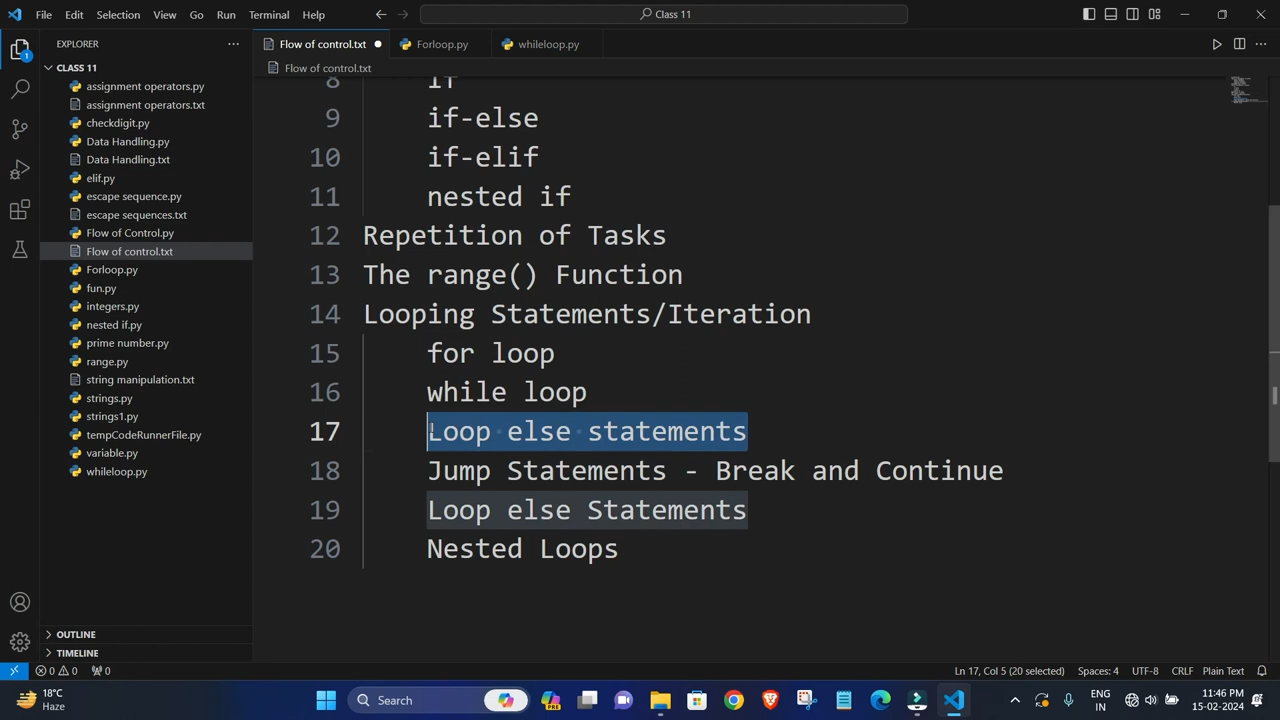 File Edit Selection View Go Run Terminal Help
Class 11
EXPLORER
Flow of control.txt
Forloop.py
whileloop.py
CLASS 11
Flow of control.txt
assignment operators.py
assignment operators.txt
checkdigit.py
Data Handling.py
Data Handling.txt
elif.py
escape sequence.py
escape sequences.txt
Flow of Control.py
Flow of control.txt
Forloop.py
fun.py
integers.py
nested if.py
prime number.py
range.py
string manipulation.txt
strings.py
strings1.py
tempCodeRunnerFile.py
variable.py
whileloop.py
OUTLINE
TIMELINE
8 if
9 if-else
10 if-elif
11 nested if
12 Repetition of Tasks
13 The range() Function
14 Looping Statements/Iteration
15 for loop
16 while loop
17 Loop else statements
18 Jump Statements - Break and Continue
19 Loop else Statements
20 Nested Loops
0 0 0
Ln 17, Col 5 (20 selected) Spaces: 4 UTF-8 CRLF Plain Text
18°C
Haze
Search
PRE
ENG
IN
11:46 PM
15-02-2024